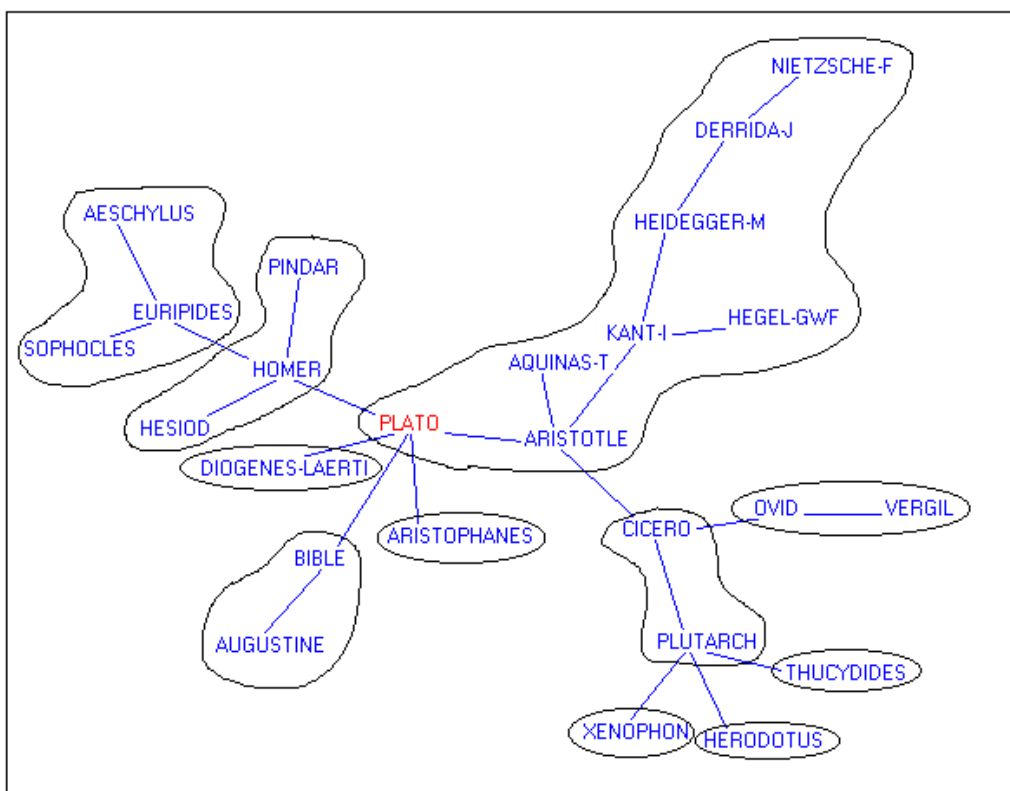 NIETZSCHE-F
DERRIDA-J
AESCHYLUS
HEIDEGGER-M
PINDAR
EURIPIDES
HEGEL-GWF
KANT-I
SOPHOCLES
AQUINAS-T
HOMER
PLATO
HESIOD
ARISTOTLE
DIOGENES-LAERTI
OVID
VERGIL
CICERO
ARISTOPHANES
BIBLE
AUGUSTINE
PLUTARCH
THUCYDIDES
XENOPHON
HERODOTUS